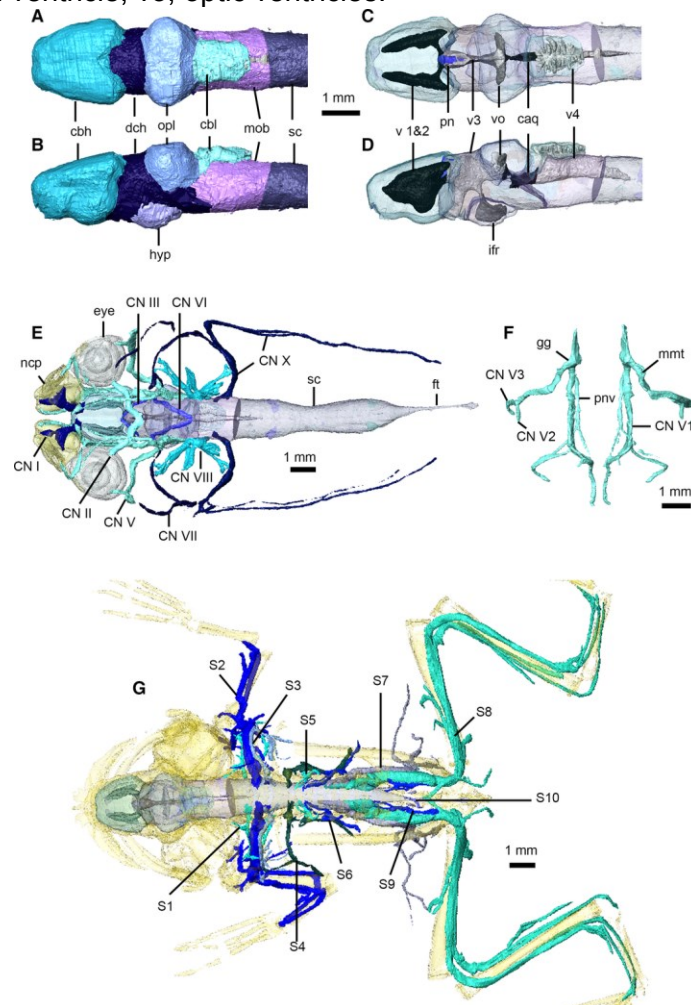 ventricle; vo, optic ventricles.
A
C
1 mm
cbh
dch
opl
cbl
mob
sc
v 1&2
pn
v3
vo
caq
v4
B
D
hyp
ifr
E
CN III
CN VI
F
eye
ncp
CN X
gg
mmt
sc
ft
CN V3
pnv
CN V2
CN V1
CN I
CN VIII
1 mm
CN II
CN V
CN VII
1 mm
S2
G
S3
S7
S5
S8
S10
S1
S6
S9
1 mm
S4